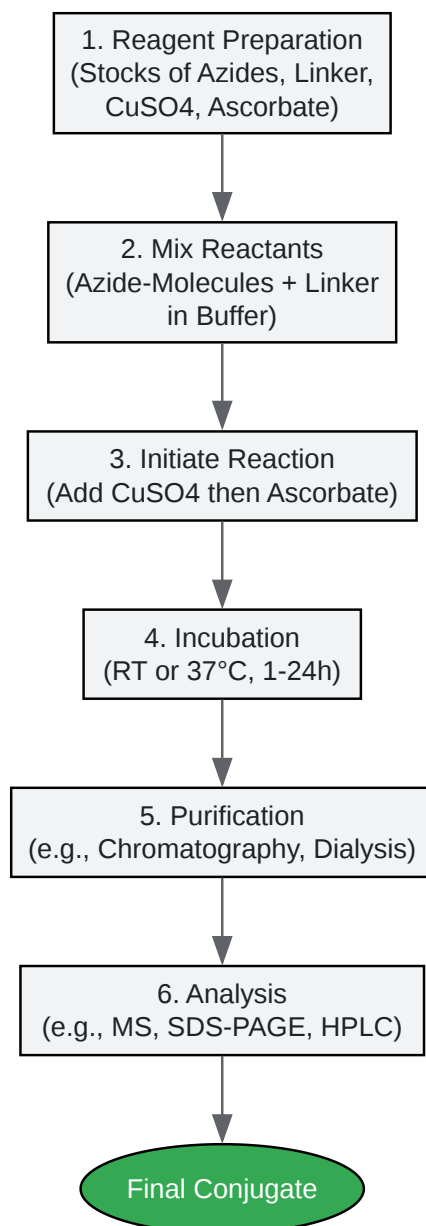 1. Reagent Preparation
(Stocks of Azides, Linker,
CuSO4, Ascorbate)
2. Mix Reactants
(Azide-Molecules + Linker
in Buffer)
3. Initiate Reaction
(Add CuSO4 then Ascorbate)
4. Incubation
(RT or 37°C, 1-24h)
5. Purification
(e.g., Chromatography, Dialysis)
6. Analysis
(e.g., MS, SDS-PAGE, HPLC)
Final Conjugate